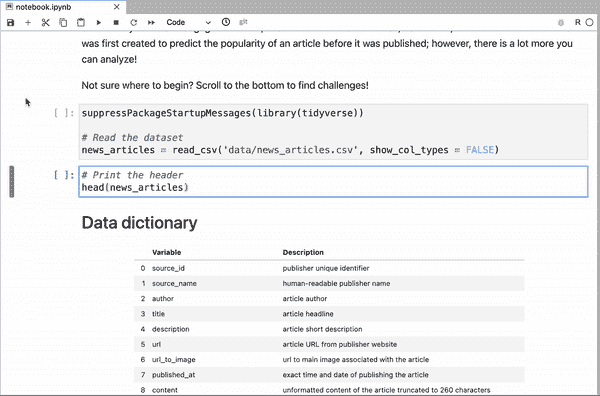 notebook.ipynb
Code
git
R
was first created to predict the popularity of an article before it was published; however, there is a lot more you
can analyze!
Not sure where to begin? Scroll to the bottom to find challenges!
[ ]: suppressPackageStartupMessages(library(tidyverse))
# Read the dataset
news_articles = read_csv('data/news_articles.csv', show_col_types = FALSE)
[ ]: # Print the header
head(news_articles)
Data dictionary
Variable Description
0 source_id publisher unique identifier
1 source_name human-readable publisher name
2 author article author
3 title article headline
4 description article short description
5 url article URL from publisher website
6 url_to_image url to main image associated with the article
7 published_at exact time and date of publishing the article
8 content unformatted content of the article truncated to 260 characters